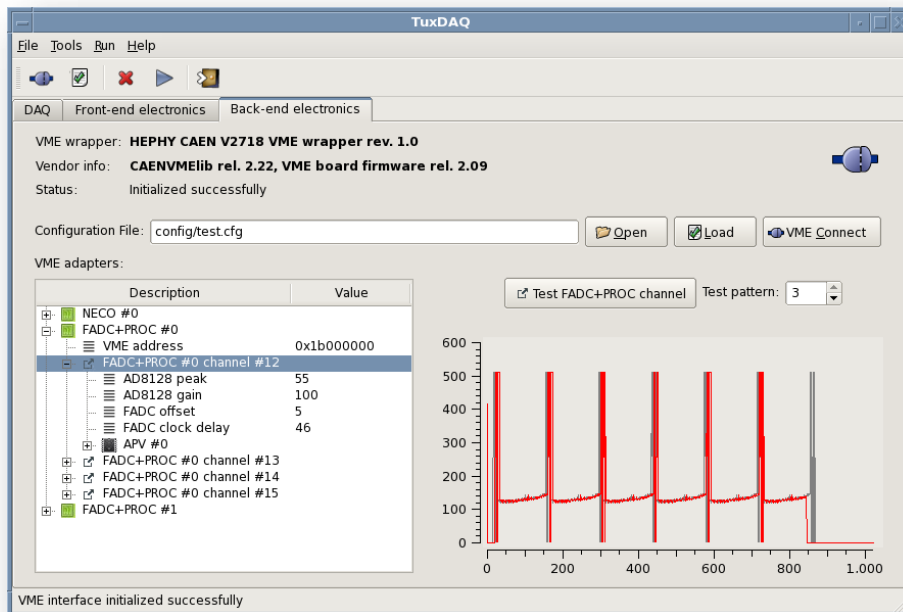 TuxDAQ
File Tools Run Help
DAQ Front-end electronics Back-end electronics
VME wrapper: HEPHY CAEN V2718 VME wrapper rev. 1.0
Vendor info: CAENVMElib rel. 2.22, VME board firmware rel. 2.09
Status: Initialized successfully
Configuration File: config/test.cfg Open Load VME Connect
VME adapters:
Description Value
NECO #0
FADC+PROC #0
VME address 0x1b000000
FADC+PROC #0 channel #12
AD8128 peak 55
AD8128 gain 100
FADC offset 5
FADC clock delay 46
APV #0
FADC+PROC #0 channel #13
FADC+PROC #0 channel #14
FADC+PROC #0 channel #15
FADC+PROC #1
Test FADC+PROC channel Test pattern: 3
600
500
400
300
200
100
0
0 200 400 600 800 1.000
VME interface initialized successfully